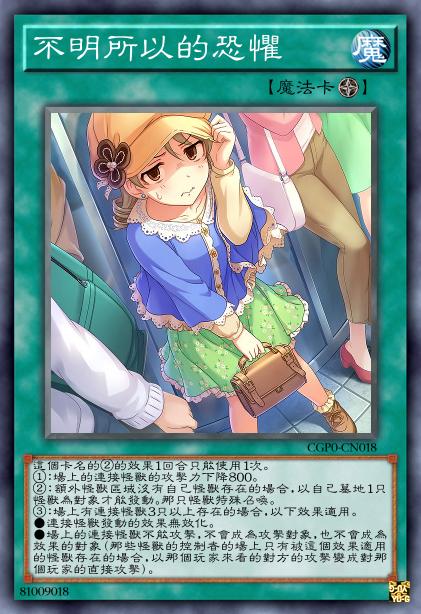 不明所以的恐懼
魔
【魔法卡】
CGP0-CN018
這個卡名的②的效果1回合只能使用1次。
①:場上的連接怪獸的攻擊力下降800。
②:額外怪獸區域沒有自己怪獸存在的場合,以自己墓地1只
怪獸為對象才能發動。那只怪獸特殊召喚。
③:場上有連接怪獸3只以上存在的場合,以下效果適用。
●連接怪獸發動的效果無效化。
●場上的連接怪獸不能攻擊,不會成為攻擊對象,也不會成為
效果的對象(那些怪獸的控制者的場上只有被這個效果適用
的怪獸存在的場合,以那個玩家來看的對方的攻擊變成對那
個玩家的直接攻擊)。
81009018